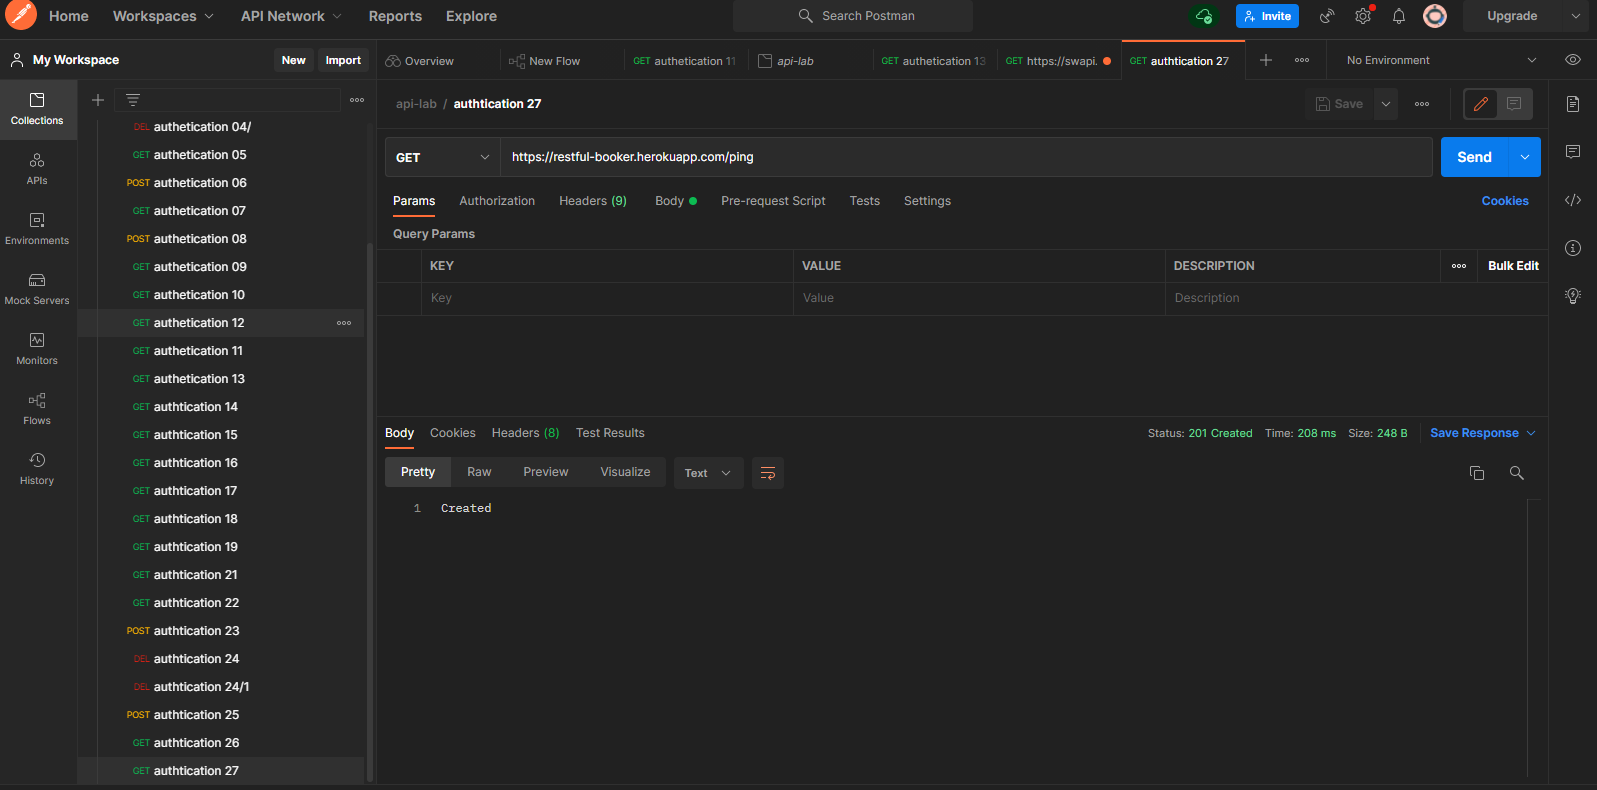 Home Workspaces API Network Reports Explore Search Postman Invite Upgrade
My Workspace New Import Overview New Flow GET authetication 11 api-lab GET authetication 13 GET https://swapi. GET authtication 27 No Environment
Collections
APIs
Environments
Mock Servers
Monitors
Flows
History
DEL authetication 04/
GET authetication 05
POST authetication 06
GET authetication 07
POST authetication 08
GET authetication 09
GET authetication 10
GET authetication 12
GET authetication 11
GET authetication 13
GET authtication 14
GET authtication 15
GET authtication 16
GET authtication 17
GET authtication 18
GET authtication 19
GET authtication 21
GET authtication 22
POST authtication 23
DEL authtication 24
DEL authtication 24/1
POST authtication 25
GET authtication 26
GET authtication 27
api-lab / authtication 27 Save
GET https://restful-booker.herokuapp.com/ping Send
Params Authorization Headers (9) Body Pre-request Script Tests Settings Cookies
Query Params
KEY VALUE DESCRIPTION Bulk Edit
Key Value Description
Body Cookies Headers (8) Test Results Status: 201 Created Time: 208 ms Size: 248 B Save Response
Pretty Raw Preview Visualize Text
1 Created